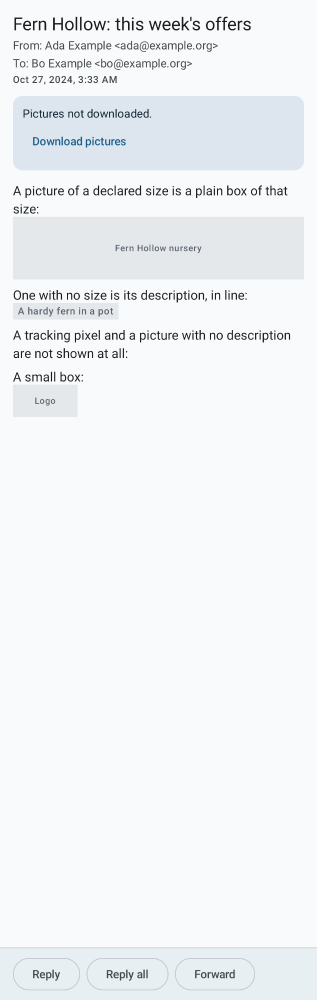 Fern Hollow: this week's offers
From: Ada Example <ada@example.org>
To: Bo Example <bo@example.org>
Oct 27, 2024, 3:33 AM
Pictures not downloaded.
Download pictures
A picture of a declared size is a plain box of that
size:
Fern Hollow nursery
One with no size is its description, in line:
A hardy fern in a pot
A tracking pixel and a picture with no description
are not shown at all:
A small box:
Logo
Reply
Reply all
Forward